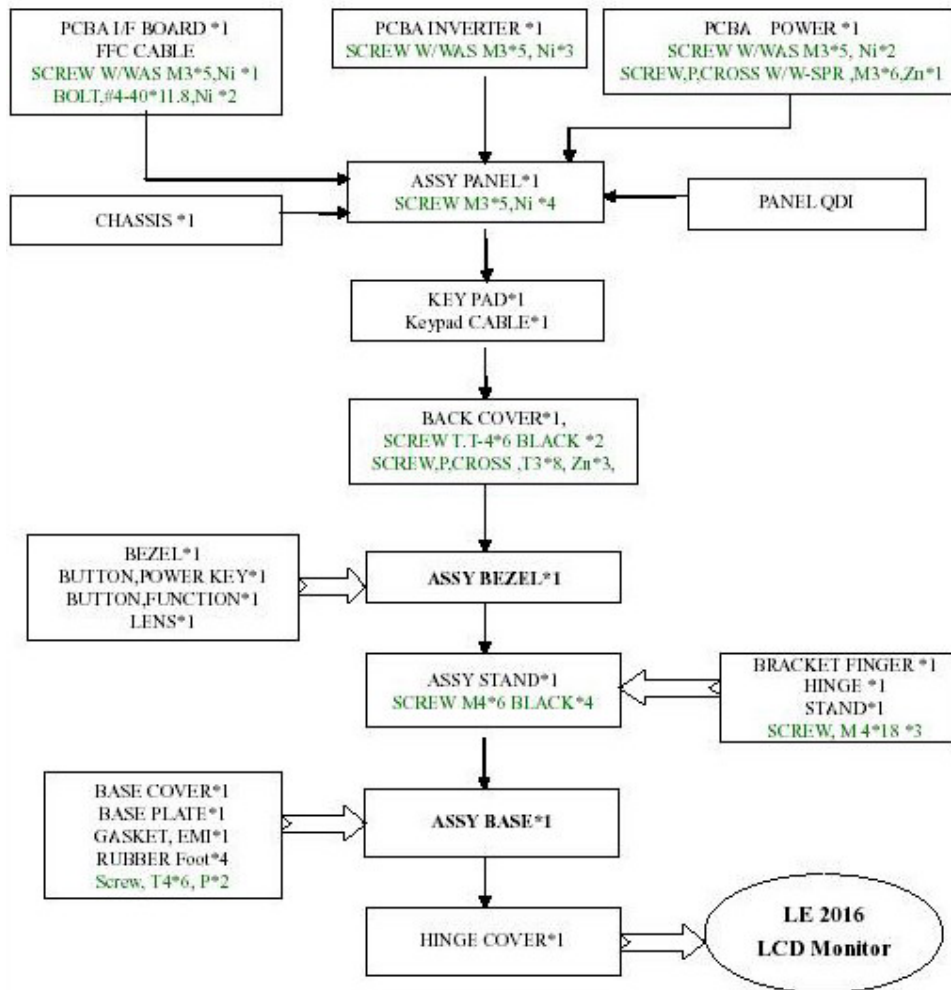 PCBA I/F BOARD *1
FFC CABLE
SCREW W/WAS M3*5,Ni *1
BOLT,#4-40*11.8,Ni *2
PCBA INVERTER *1
SCREW W/WAS M3*5, Ni*3
PCBA POWER *1
SCREW W/WAS M3*5, Ni*2
SCREW,P,CROSS W/W-SPR ,M3*6,Zn*1
ASSY PANEL*1
SCREW M3*5,Ni *4
CHASSIS *1
PANEL QDI
KEY PAD*1
Keypad CABLE*1
BACK COVER*1,
SCREW T.T-4*6 BLACK *2
SCREW,P,CROSS ,T3*8, Zn*3,
BEZEL*1
BUTTON,POWER KEY*1
BUTTON,FUNCTION*1
LENS*1
ASSY BEZEL*1
ASSY STAND*1
SCREW M4*6 BLACK*4
BRACKET FINGER *1
HINGE *1
STAND*1
SCREW, M 4*18 *3
BASE COVER*1
BASE PLATE*1
GASKET, EMI*1
RUBBER Foot*4
Screw, T4*6, P*2
ASSY BASE*1
HINGE COVER*1
LE 2016
LCD Monitor